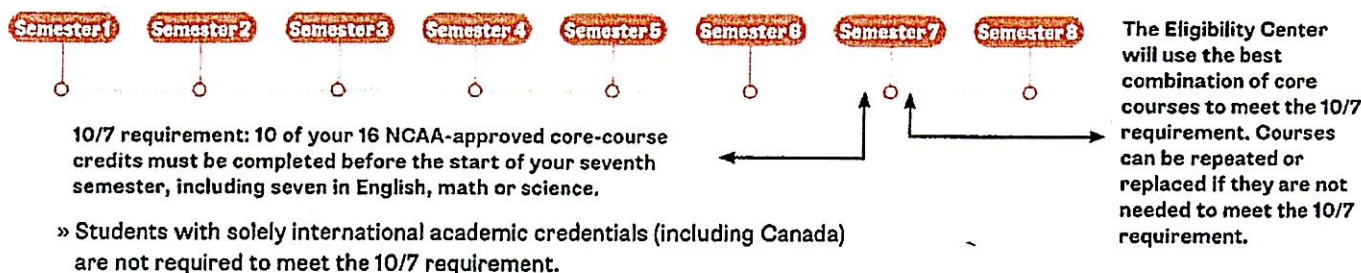 Semester 1
Semester 2
Semester 3
Semester 4
Semester 5
Semester 6
Semester 7
Semester 8
10/7 requirement: 10 of your 16 NCAA-approved core-course
credits must be completed before the start of your seventh
semester, including seven in English, math or science.
» Students with solely international academic credentials (including Canada)
are not required to meet the 10/7 requirement.
The Eligibility Center
will use the best
combination of core
courses to meet the 10/7
requirement. Courses
can be repeated or
replaced if they are not
needed to meet the 10/7
requirement.